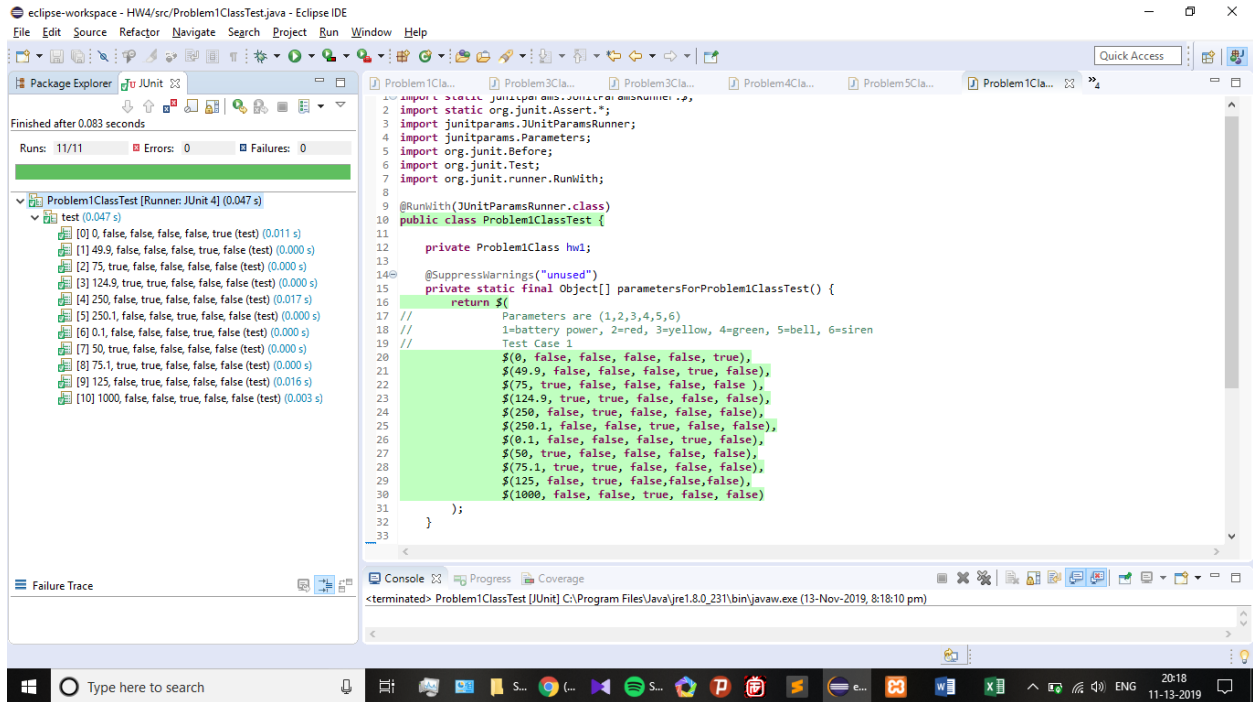 eclipse-workspace - HW4/src/Problem1ClassTest.java - Eclipse IDE
File Edit Source Refactor Navigate Search Project Run Window Help
Quick Access
Package Explorer JUnit
Finished after 0.083 seconds
Runs: 11/11 Errors: 0 Failures: 0
Problem1ClassTest [Runner: JUnit 4] (0.047 s)
test (0.047 s)
[0] 0, false, false, false, false, true (test) (0.011 s)
[1] 49.9, false, false, false, true, false (test) (0.000 s)
[2] 75, true, false, false, false, false (test) (0.000 s)
[3] 124.9, true, true, false, false, false (test) (0.000 s)
[4] 250, false, true, false, false, false (test) (0.017 s)
[5] 250.1, false, false, true, false, false (test) (0.000 s)
[6] 0.1, false, false, false, true, false (test) (0.000 s)
[7] 50, true, false, false, false, false (test) (0.000 s)
[8] 75.1, true, true, false, false, false (test) (0.000 s)
[9] 125, false, true, false, false, false (test) (0.016 s)
[10] 1000, false, false, true, false, false (test) (0.003 s)
Failure Trace
Problem1Cla... Problem3Cla... Problem3Cla... Problem4Cla... Problem5Cla... Problem1Cla... »4
1 import static junitparams.JUnitParamsRunner.$;
2 import static org.junit.Assert.*;
3 import junitparams.JUnitParamsRunner;
4 import junitparams.Parameters;
5 import org.junit.Before;
6 import org.junit.Test;
7 import org.junit.runner.RunWith;
8
9 @RunWith(JUnitParamsRunner.class)
10 public class Problem1ClassTest {
11
12 private Problem1Class hw1;
13
14 @SuppressWarnings("unused")
15 private static final Object[] parametersForProblem1ClassTest() {
16 return $(
17 // Parameters are (1,2,3,4,5,6)
18 // 1=battery power, 2=red, 3=yellow, 4=green, 5=bell, 6=siren
19 // Test Case 1
20 $(0, false, false, false, false, true),
21 $(49.9, false, false, false, true, false),
22 $(75, true, false, false, false, false ),
23 $(124.9, true, true, false, false, false),
24 $(250, false, true, false, false, false),
25 $(250.1, false, false, true, false, false),
26 $(0.1, false, false, false, true, false),
27 $(50, true, false, false, false, false),
28 $(75.1, true, true, false, false, false),
29 $(125, false, true, false,false,false),
30 $(1000, false, false, true, false, false)
31 );
32 }
33
Console Progress Coverage
<terminated> Problem1ClassTest [JUnit] C:\Program Files\Java\jre1.8.0_231\bin\javaw.exe (13-Nov-2019, 8:18:10 pm)
Type here to search
S... (... S... e...
ENG
20:18
11-13-2019